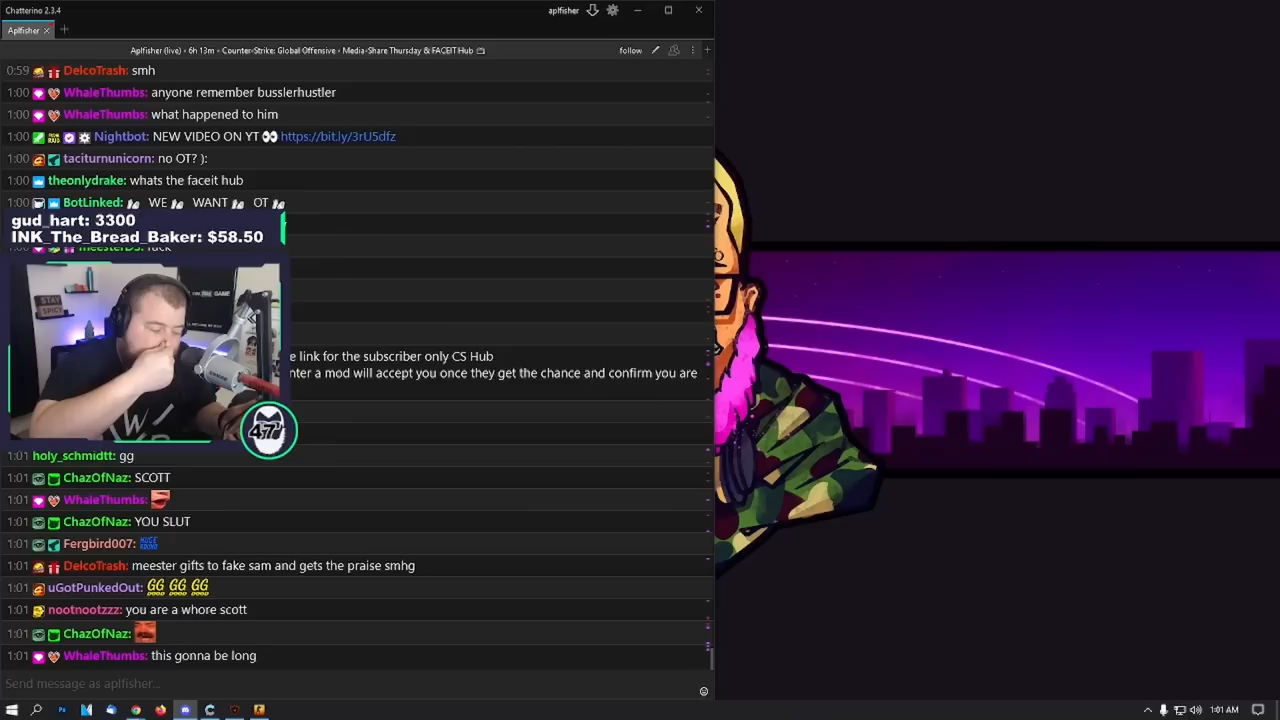 Chatterino 2.3.4
aplfisher
Aplfisher
Aplfisher (live) • 6h 13m • Counter-Strike: Global Offensive • Media-Share Thursday & FACEIT Hub
follow
0:59 DelcoTrash: smh
1:00 WhaleThumbs: anyone remember busslerhustler
1:00 WhaleThumbs: what happened to him
1:00 Nightbot: NEW VIDEO ON YT 👀 https://bit.ly/3rU5dfz
1:00 taciturnunicorn: no OT? ):
1:00 theonlydrake: whats the faceit hub
1:00 BotLinked: WE WANT OT
gud_hart: 3300
INK_The_Bread_Baker: $58.50
STAY
SPICY
e link for the subscriber only CS Hub
nter a mod will accept you once they get the chance and confirm you are
47
1:01 holy_schmidtt: gg
1:01 ChazOfNaz: SCOTT
1:01 WhaleThumbs:
1:01 ChazOfNaz: YOU SLUT
1:01 Fergbird007: HUGE ROUND
1:01 DelcoTrash: meester gifts to fake sam and gets the praise smhg
1:01 uGotPunkedOut: GG GG GG
1:01 nootnootzzz: you are a whore scott
1:01 ChazOfNaz:
1:01 WhaleThumbs: this gonna be long
Send message as aplfisher...
1:01 AM